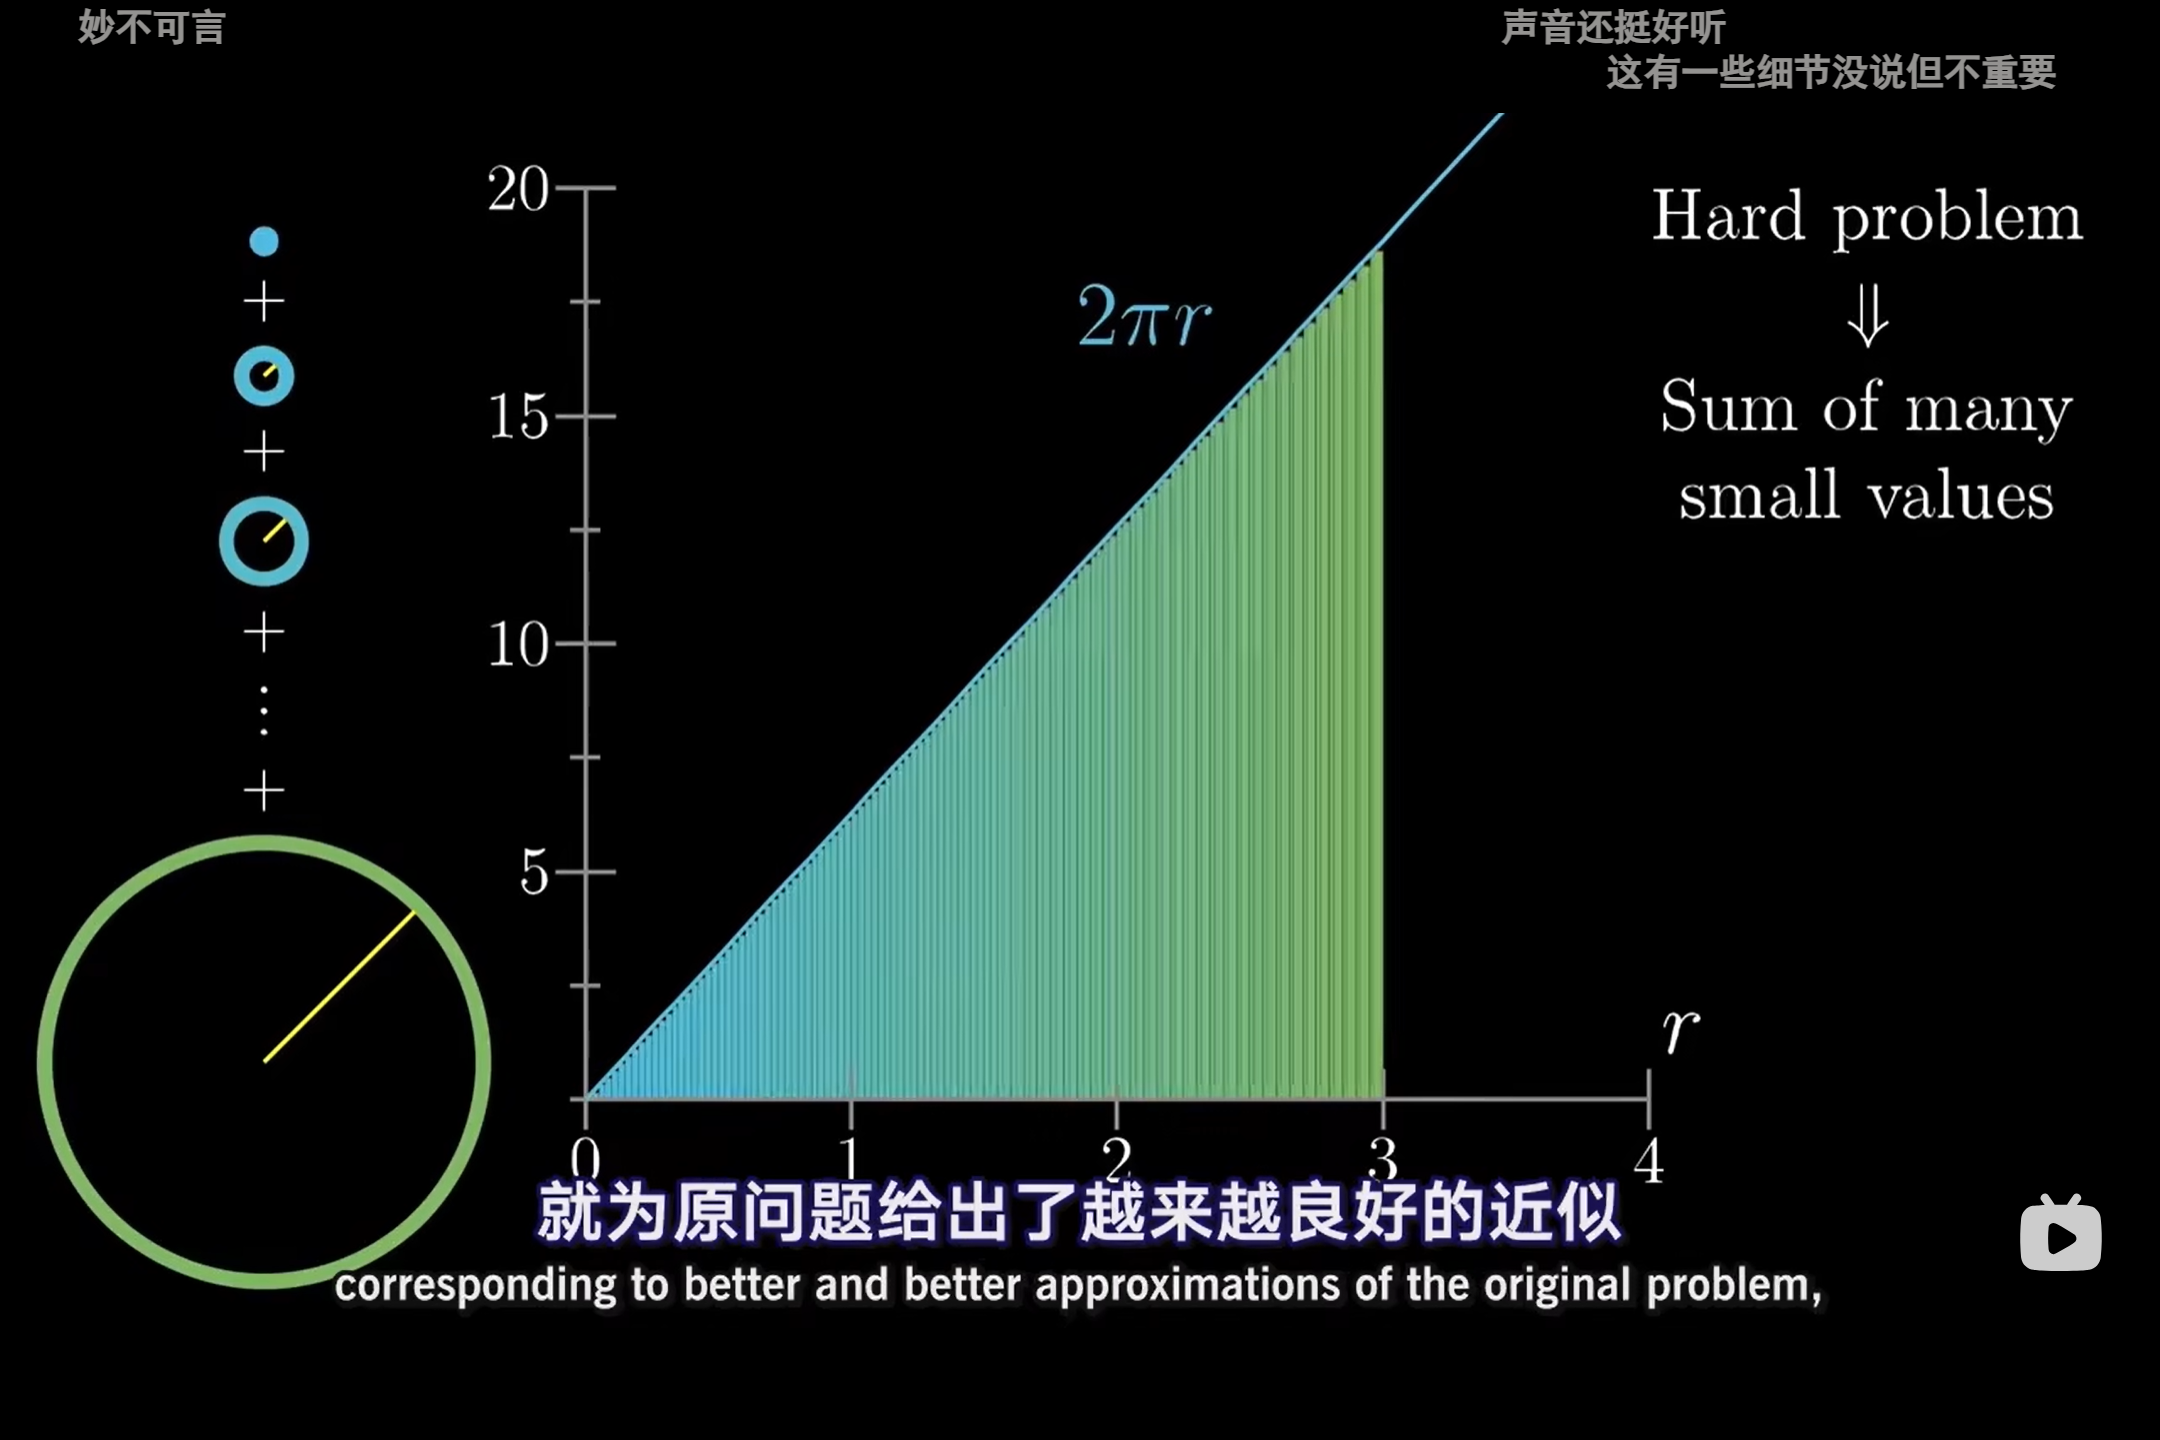 妙不可言
声音还挺好听
这有一些细节没说但不重要
20
15
10
5
2πr
Hard problem
⇓
Sum of many
small values
r
0 1 2 3 4
+
+
+
⋮
+
就为原问题给出了越来越良好的近似
corresponding to better and better approximations of the original problem,